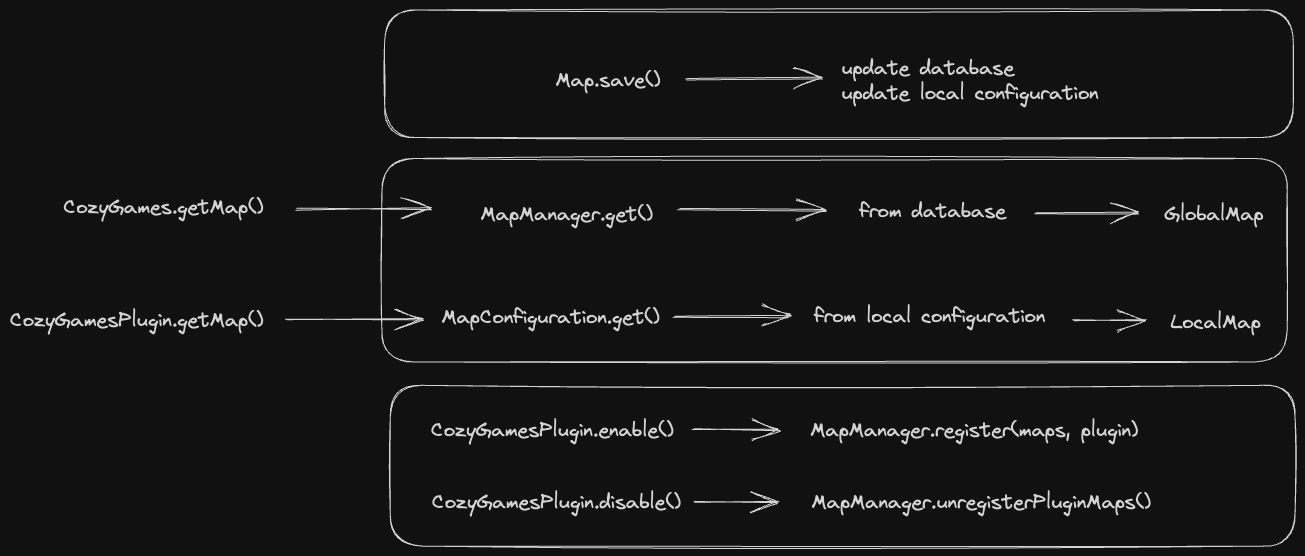 Map.save()
update database
update local configuration
CozyGames.getMap()
MapManager.get()
from database
GlobalMap
CozyGamesPlugin.getMap()
MapConfiguration.get()
from local configuration
LocalMap
CozyGamesPlugin.enable()
MapManager.register(maps, plugin)
CozyGamesPlugin.disable()
MapManager.unregisterPluginMaps()